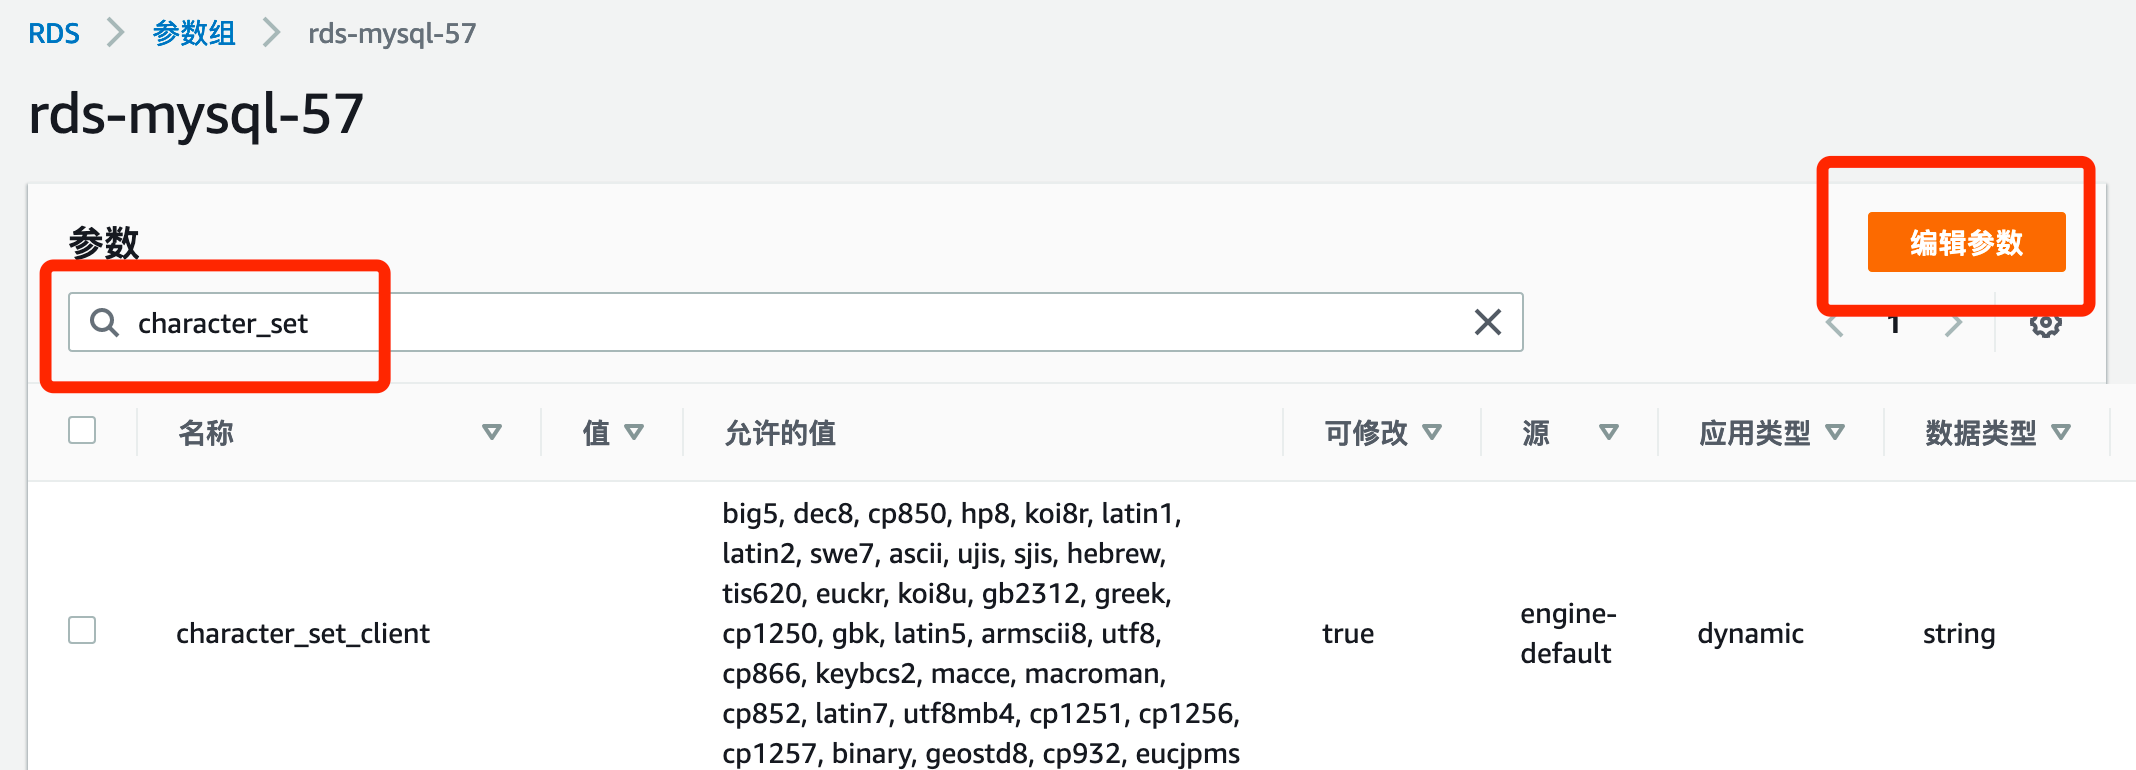 RDS 参数组 rds-mysql-57
rds-mysql-57
参数
编辑参数
character_set
1
名称 值 允许的值 可修改 源 应用类型 数据类型
big5, dec8, cp850, hp8, koi8r, latin1,
latin2, swe7, ascii, ujis, sjis, hebrew,
tis620, euckr, koi8u, gb2312, greek,
character_set_client cp1250, gbk, latin5, armscii8, utf8, true engine-default dynamic string
cp866, keybcs2, macce, macroman,
cp852, latin7, utf8mb4, cp1251, cp1256,
cp1257, binary, geostd8, cp932, eucjpms